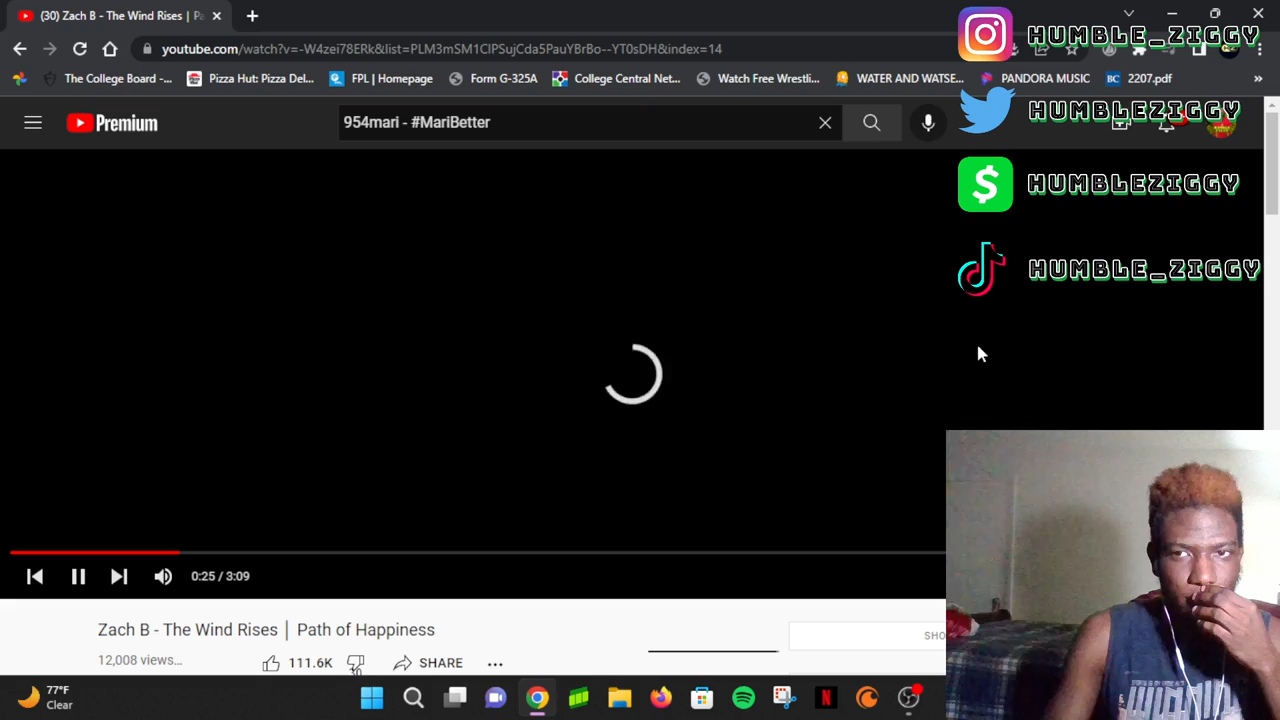 (30) Zach B - The Wind Rises | Pa
HUMBLE_ZIGGY
youtube.com/watch?v=-W4zei78ERk&list=PLM3mSM1ClPSujCda5PauYBrBo--YT0sDH&index=14
The College Board -...
Pizza Hut: Pizza Del...
FPL | Homepage
Form G-325A
College Central Net...
Watch Free Wrestli...
WATER AND WATSE...
PANDORA MUSIC
BC 2207.pdf
»
Premium
954mari - #MariBetter
HUMBLEZIGGY
$ HUMBLEZIGGY
HUMBLE_ZIGGY
0:25 / 3:09
Zach B - The Wind Rises | Path of Happiness
12,008 views...
111.6K
SHARE
SHO
77°F
Clear